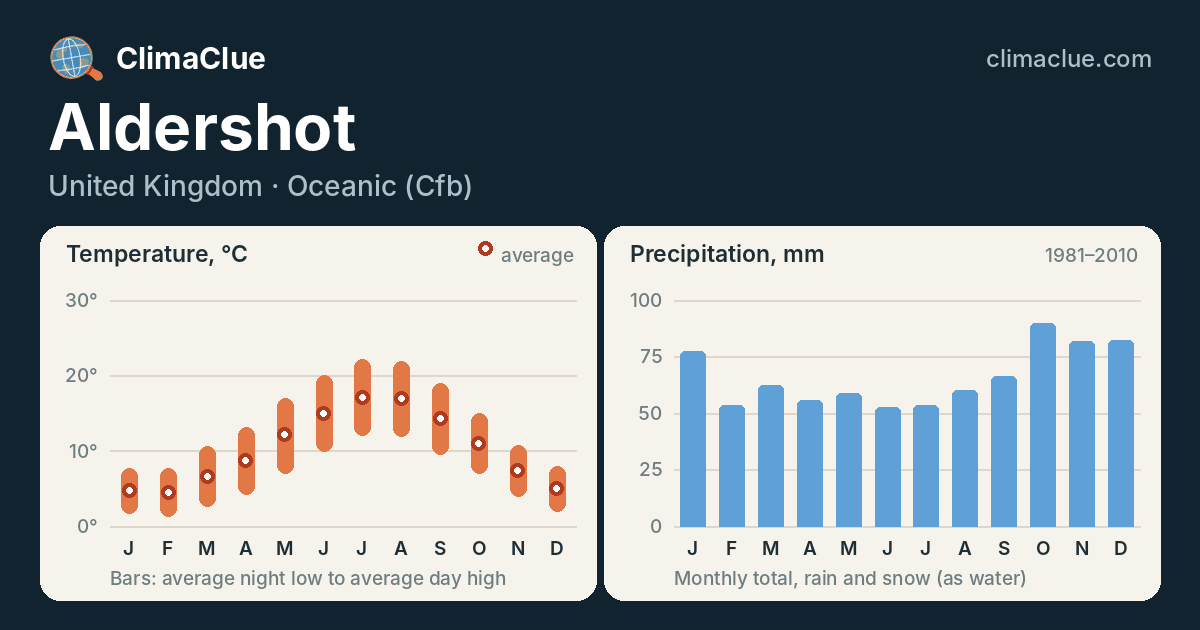 ClimaClue
climaclue.com
Aldershot
United Kingdom · Oceanic (Cfb)
Temperature, °C
average
30°
20°
10°
0°
J F M A M J J A S O N D
Bars: average night low to average day high
Precipitation, mm
1981–2010
100
75
50
25
0
J F M A M J J A S O N D
Monthly total, rain and snow (as water)